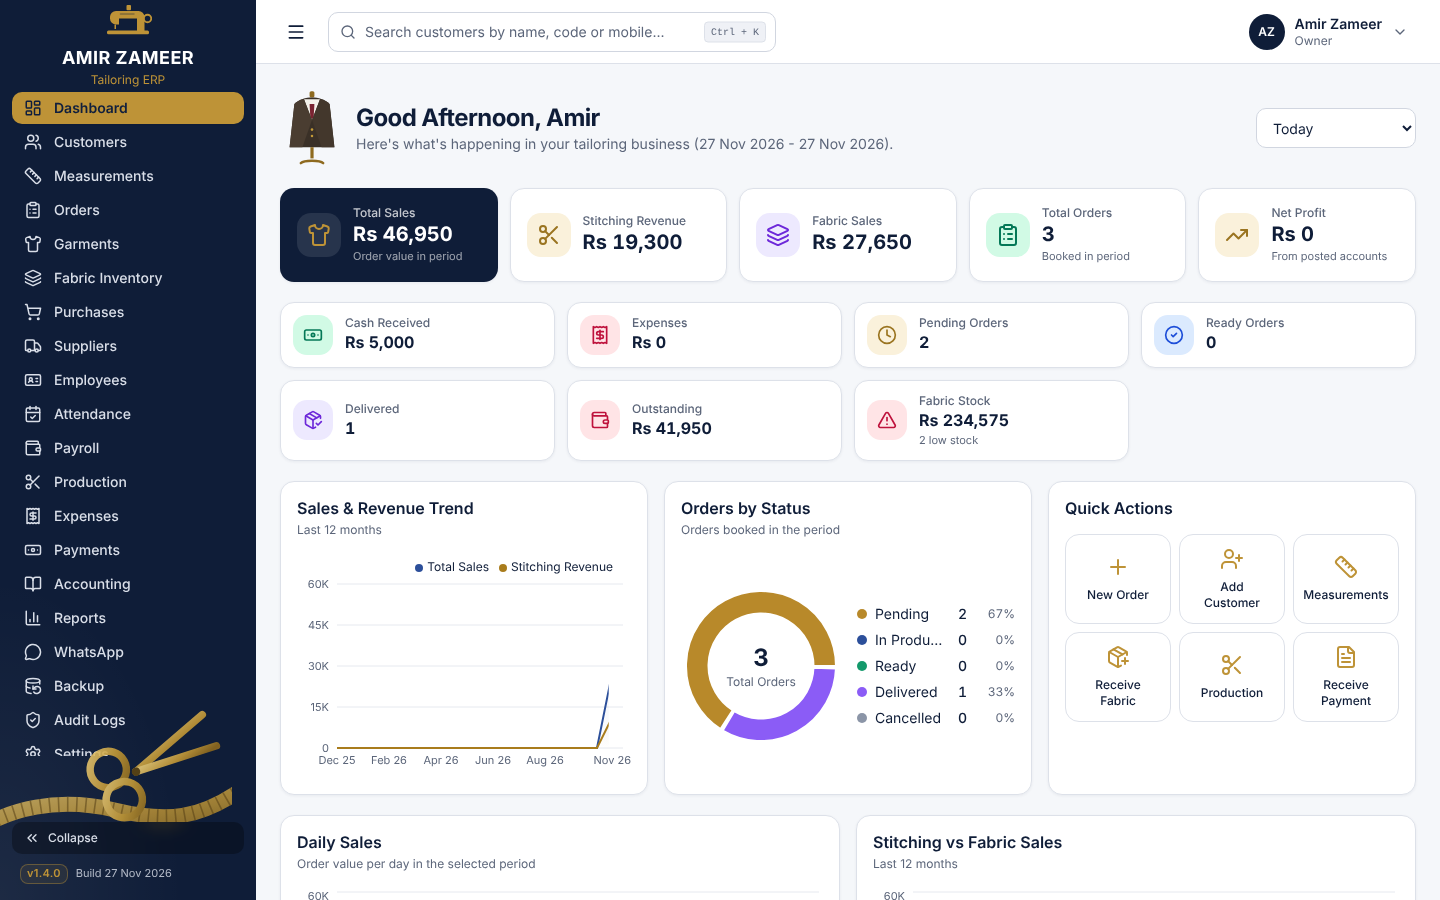 AMIR ZAMEER
Tailoring ERP
Dashboard
Customers
Measurements
Orders
Garments
Fabric Inventory
Purchases
Suppliers
Employees
Attendance
Payroll
Production
Expenses
Payments
Accounting
Reports
WhatsApp
Backup
Audit Logs
Settings
Collapse
v1.4.0 Build 27 Nov 2026
Search customers by name, code or mobile...
Ctrl + K
AZ
Amir Zameer
Owner
Good Afternoon, Amir
Here's what's happening in your tailoring business (27 Nov 2026 - 27 Nov 2026).
Today
Total Sales
Rs 46,950
Order value in period
Stitching Revenue
Rs 19,300
Fabric Sales
Rs 27,650
Total Orders
3
Booked in period
Net Profit
Rs 0
From posted accounts
Cash Received
Rs 5,000
Expenses
Rs 0
Pending Orders
2
Ready Orders
0
Delivered
1
Outstanding
Rs 41,950
Fabric Stock
Rs 234,575
2 low stock
Sales & Revenue Trend
Last 12 months
Total Sales Stitching Revenue
60K
45K
30K
15K
0
Dec 25 Feb 26 Apr 26 Jun 26 Aug 26 Nov 26
Orders by Status
Orders booked in the period
3
Total Orders
Pending 2 67%
In Produ... 0 0%
Ready 0 0%
Delivered 1 33%
Cancelled 0 0%
Quick Actions
New Order
Add
Customer
Measurements
Receive
Fabric
Production
Receive
Payment
Daily Sales
Order value per day in the selected period
60K
Stitching vs Fabric Sales
Last 12 months
60K